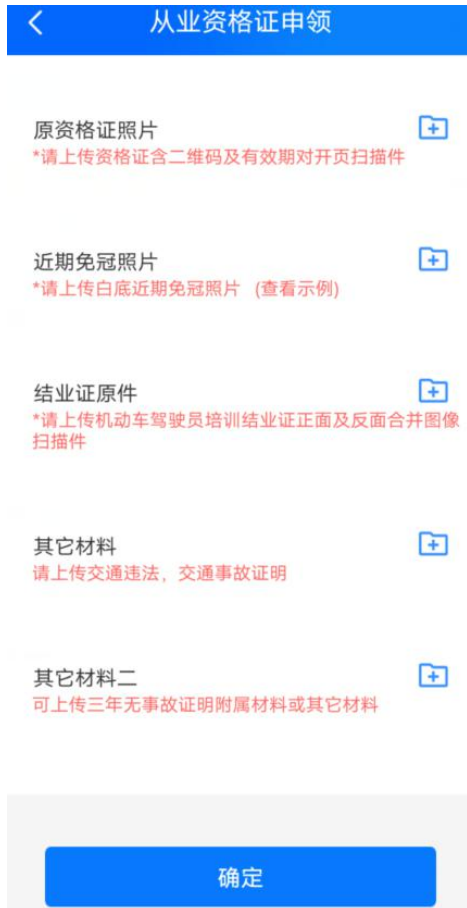 从业资格证申领
原资格证照片
*请上传资格证含二维码及有效期对开页扫描件
近期免冠照片
*请上传白底近期免冠照片 (查看示例)
结业证原件
*请上传机动车驾驶员培训结业证正面及反面合并图像
扫描件
其它材料
请上传交通违法，交通事故证明
其它材料二
可上传三年无事故证明附属材料或其它材料
确定